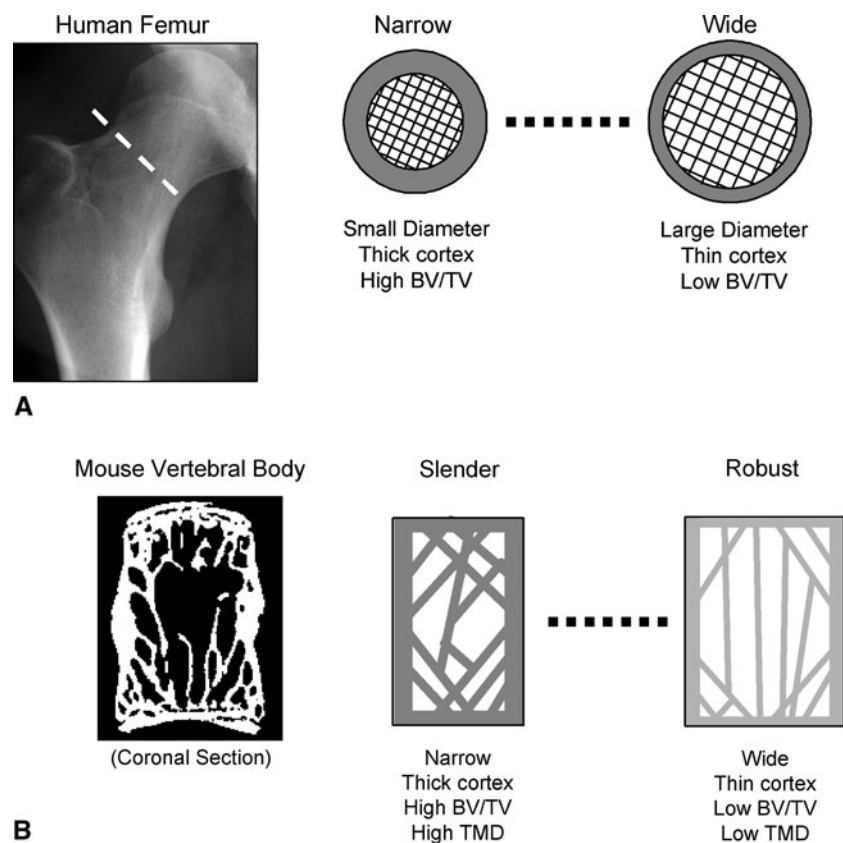 Human Femur
Narrow
Wide
Small Diameter
Thick cortex
High BV/TV
Large Diameter
Thin cortex
Low BV/TV
A
Mouse Vertebral Body
Slender
Robust
(Coronal Section)
Narrow
Thick cortex
High BV/TV
High TMD
Wide
Thin cortex
Low BV/TV
Low TMD
B